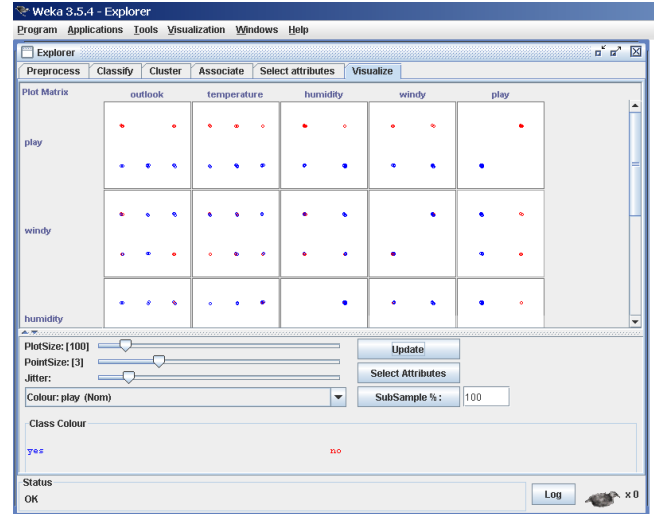 Weka 3.5.4 - Explorer
Program Applications Tools Visualization Windows Help
Explorer
Preprocess Classify Cluster Associate Select attributes Visualize
Plot Matrix outlook temperature humidity windy play
play
windy
humidity
PlotSize: [100]
Update
PointSize: [3]
Select Attributes
Jitter:
Colour: play (Nom)
SubSample % : 100
Class Colour
yes no
Status
OK
Log x 0